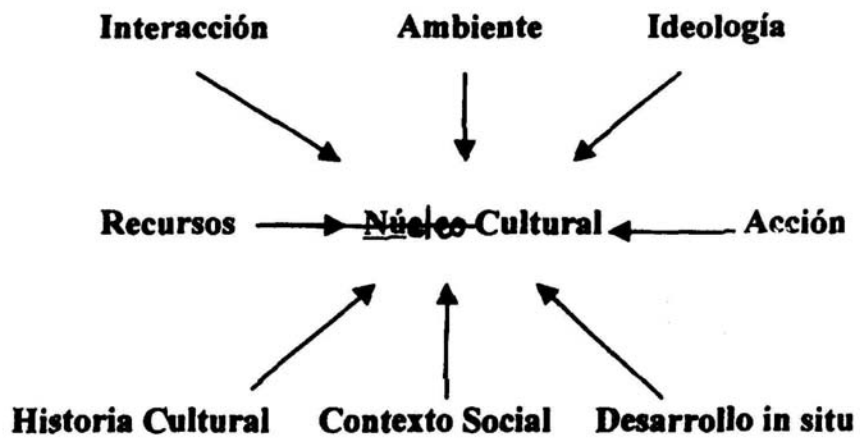 Interacción Ambiente Ideología
Recursos Núcleo Cultural Acción
Historia Cultural Contexto Social Desarrollo in situ